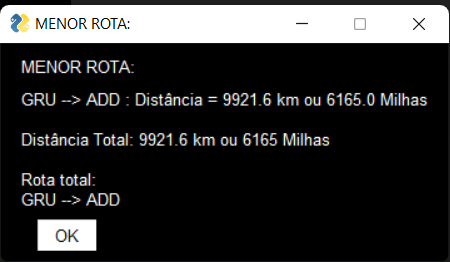 MENOR ROTA:
MENOR ROTA:
GRU --> ADD : Distância = 9921.6 km ou 6165.0 Milhas
Distância Total: 9921.6 km ou 6165 Milhas
Rota total:
GRU --> ADD
OK